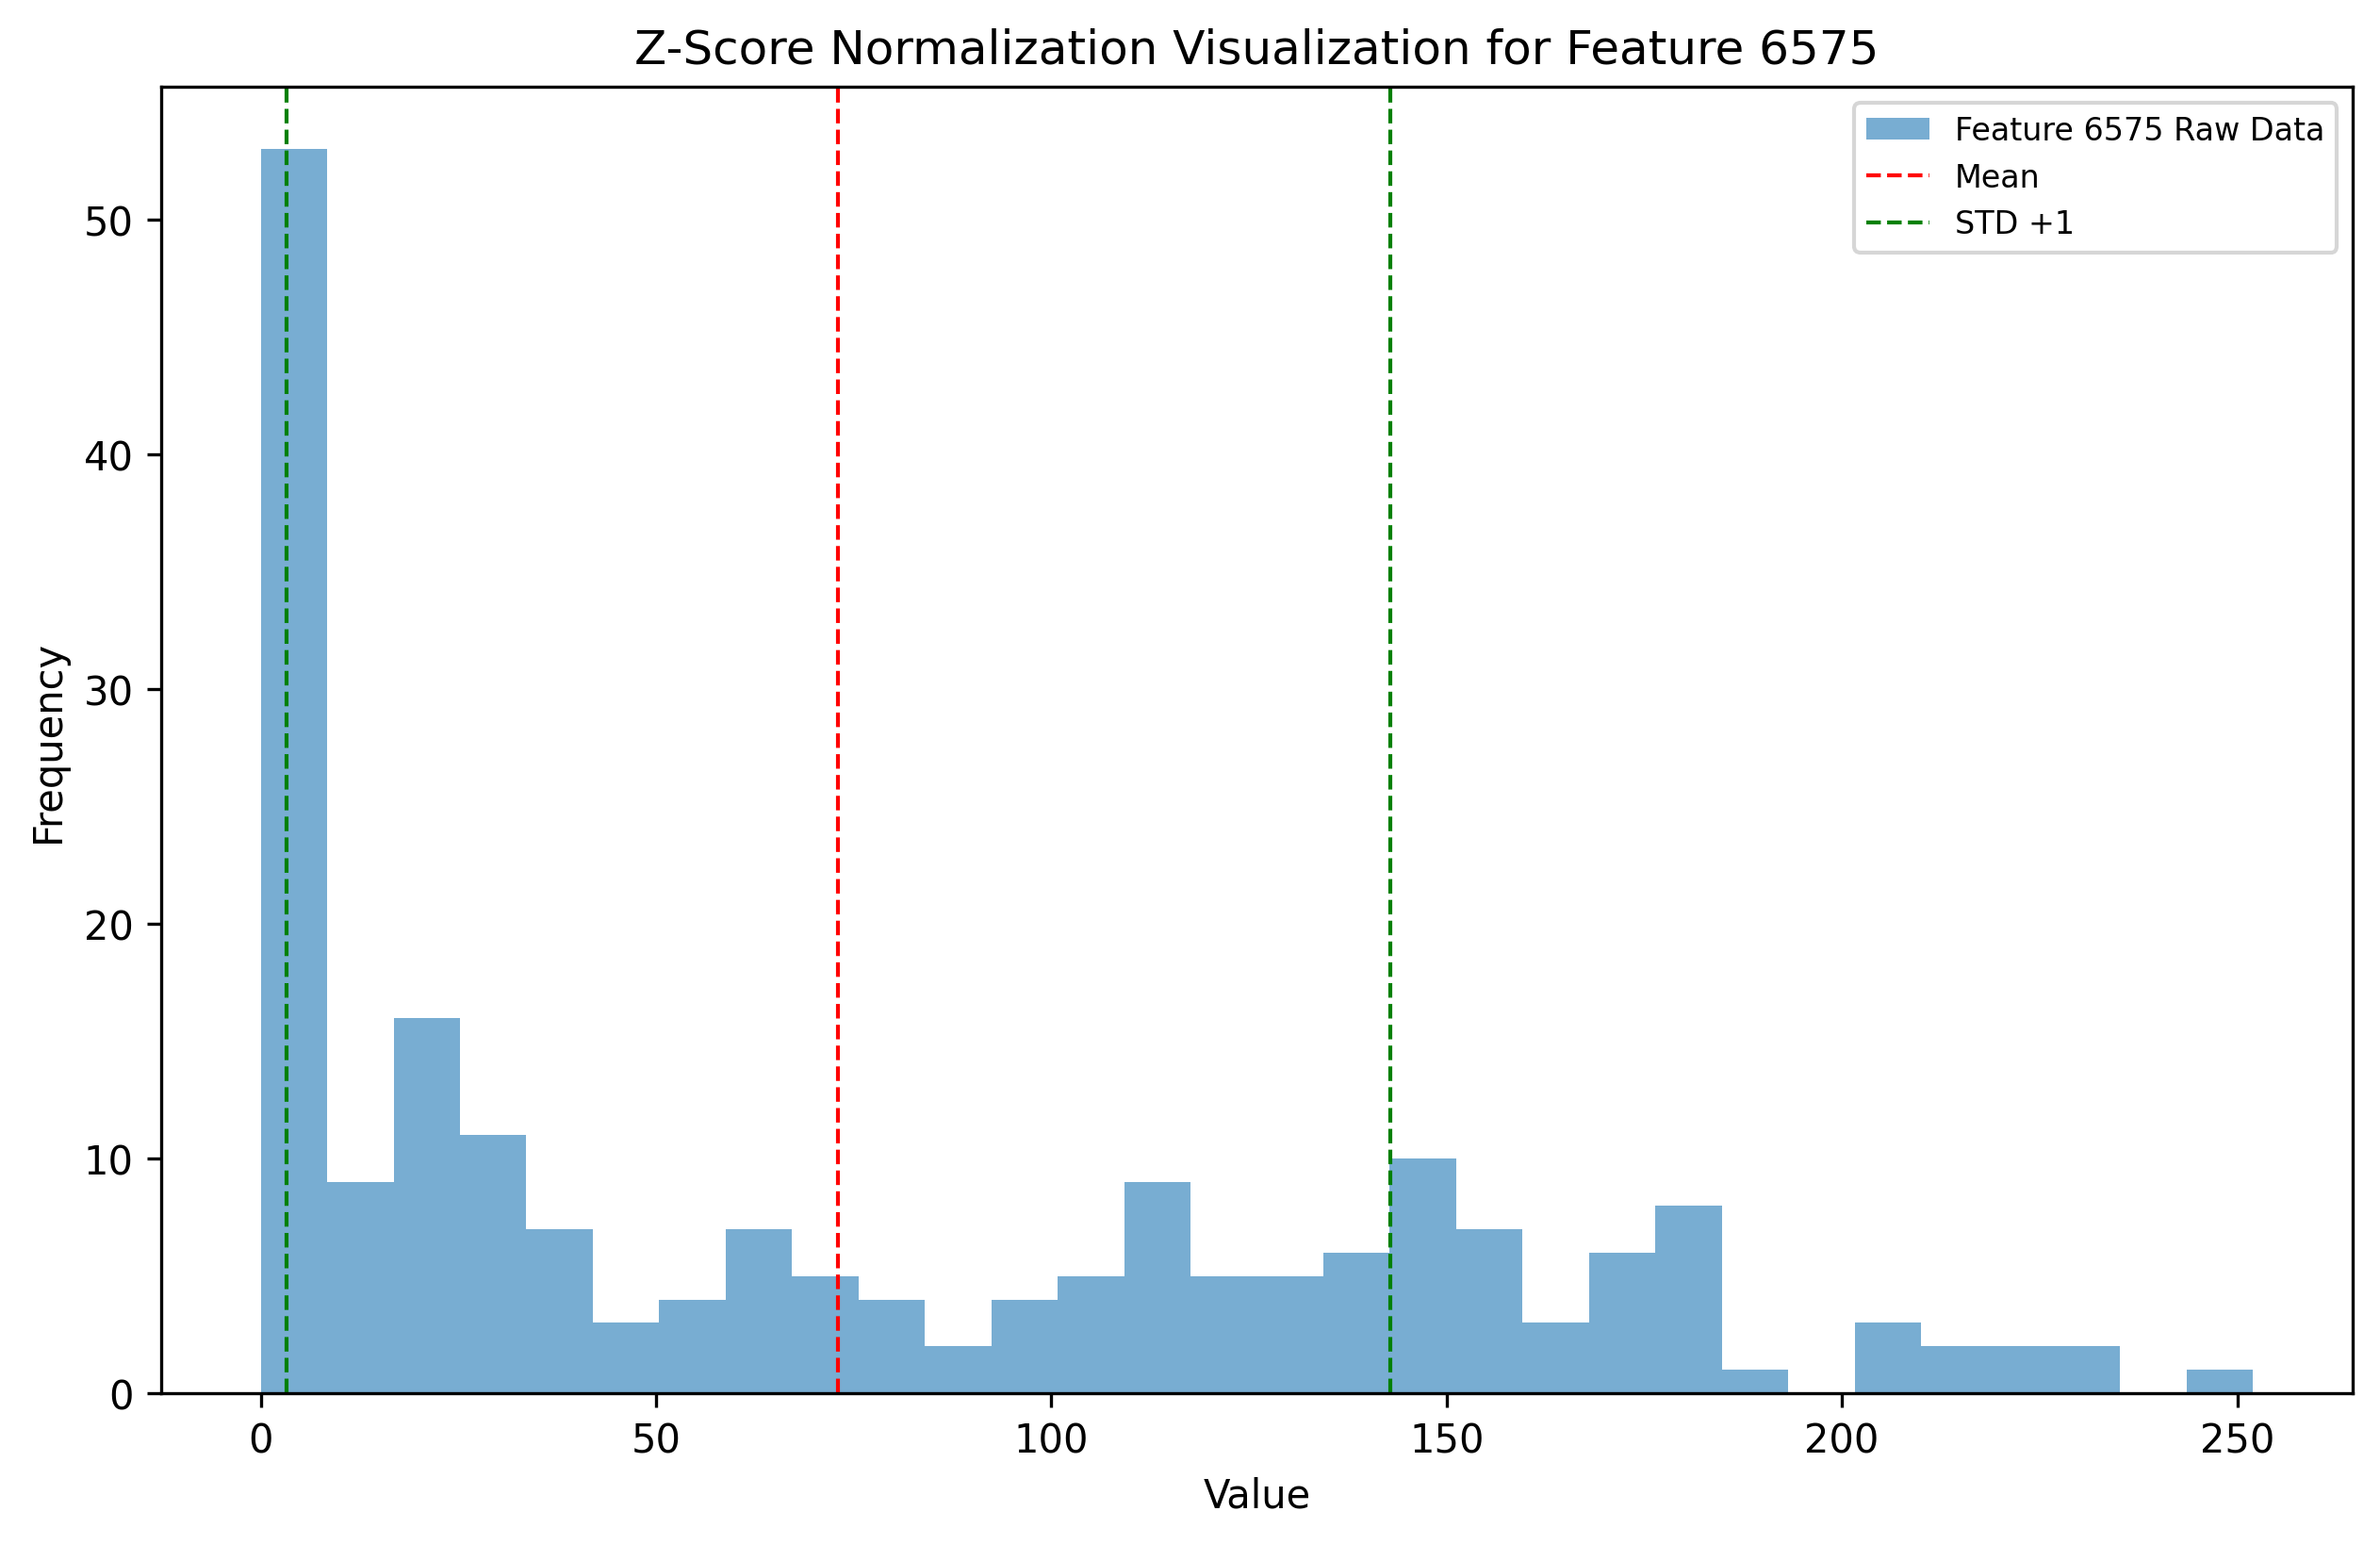 Z-Score Normalization Visualization for Feature 6575
Feature 6575 Raw Data
Mean
STD +1
Frequency
50
40
30
20
10
0
0 50 100 150 200 250
Value